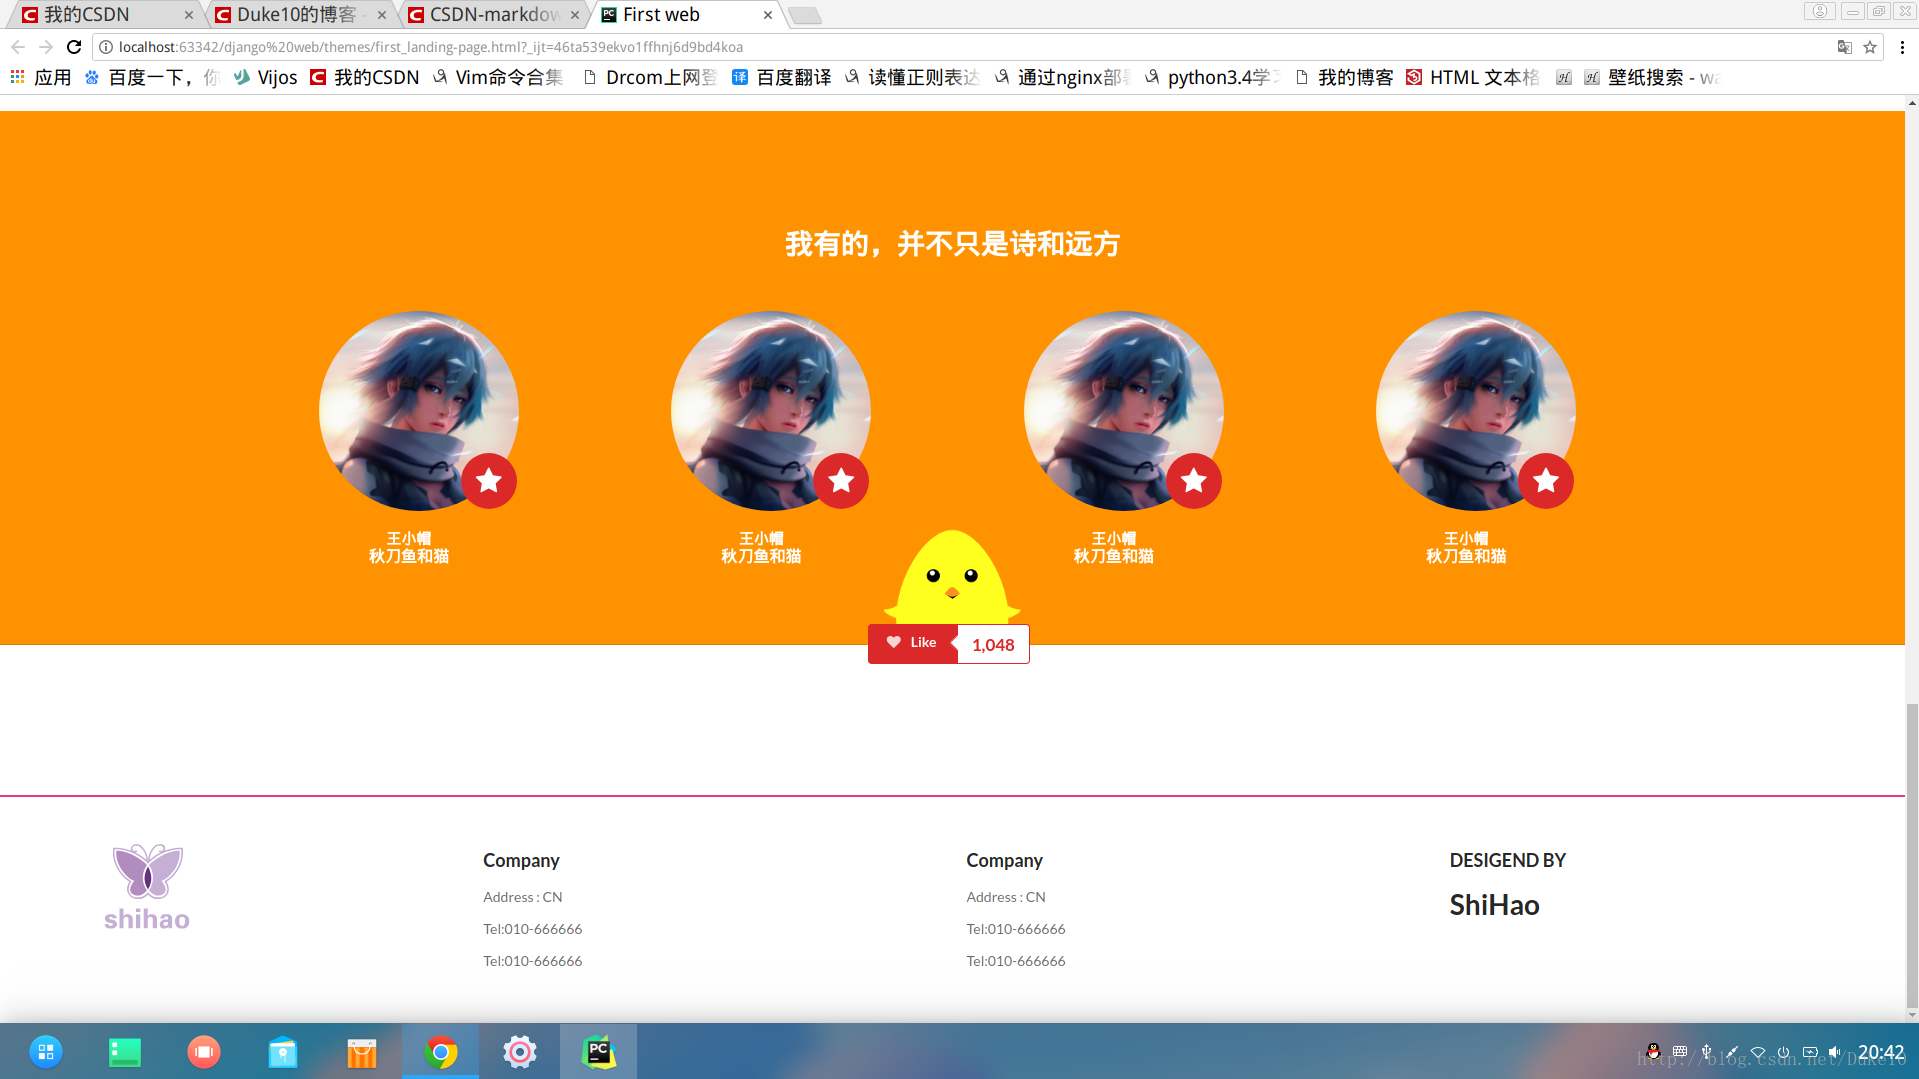 我的CSDN
Duke10的博客 -
CSDN-markdow
First web
localhost:63342/django%20web/themes/first_landing-page.html?_ijt=46ta539ekvo1ffhnj6d9bd4koa
应用
百度一下，你
Vijos
我的CSDN
Vim命令合集
Drcom上网登
百度翻译
读懂正则表达
通过nginx部署
python3.4学习
我的博客
HTML 文本格
壁纸搜索 - wa
我有的，并不只是诗和远方
王小帽
秋刀鱼和猫
王小帽
秋刀鱼和猫
王小帽
秋刀鱼和猫
王小帽
秋刀鱼和猫
Like
1,048
shihao
Company
Address : CN
Tel:010-666666
Tel:010-666666
Company
Address : CN
Tel:010-666666
Tel:010-666666
DESIGEND BY
ShiHao
PC
20:42
http://blog.csdn.net/Duke10